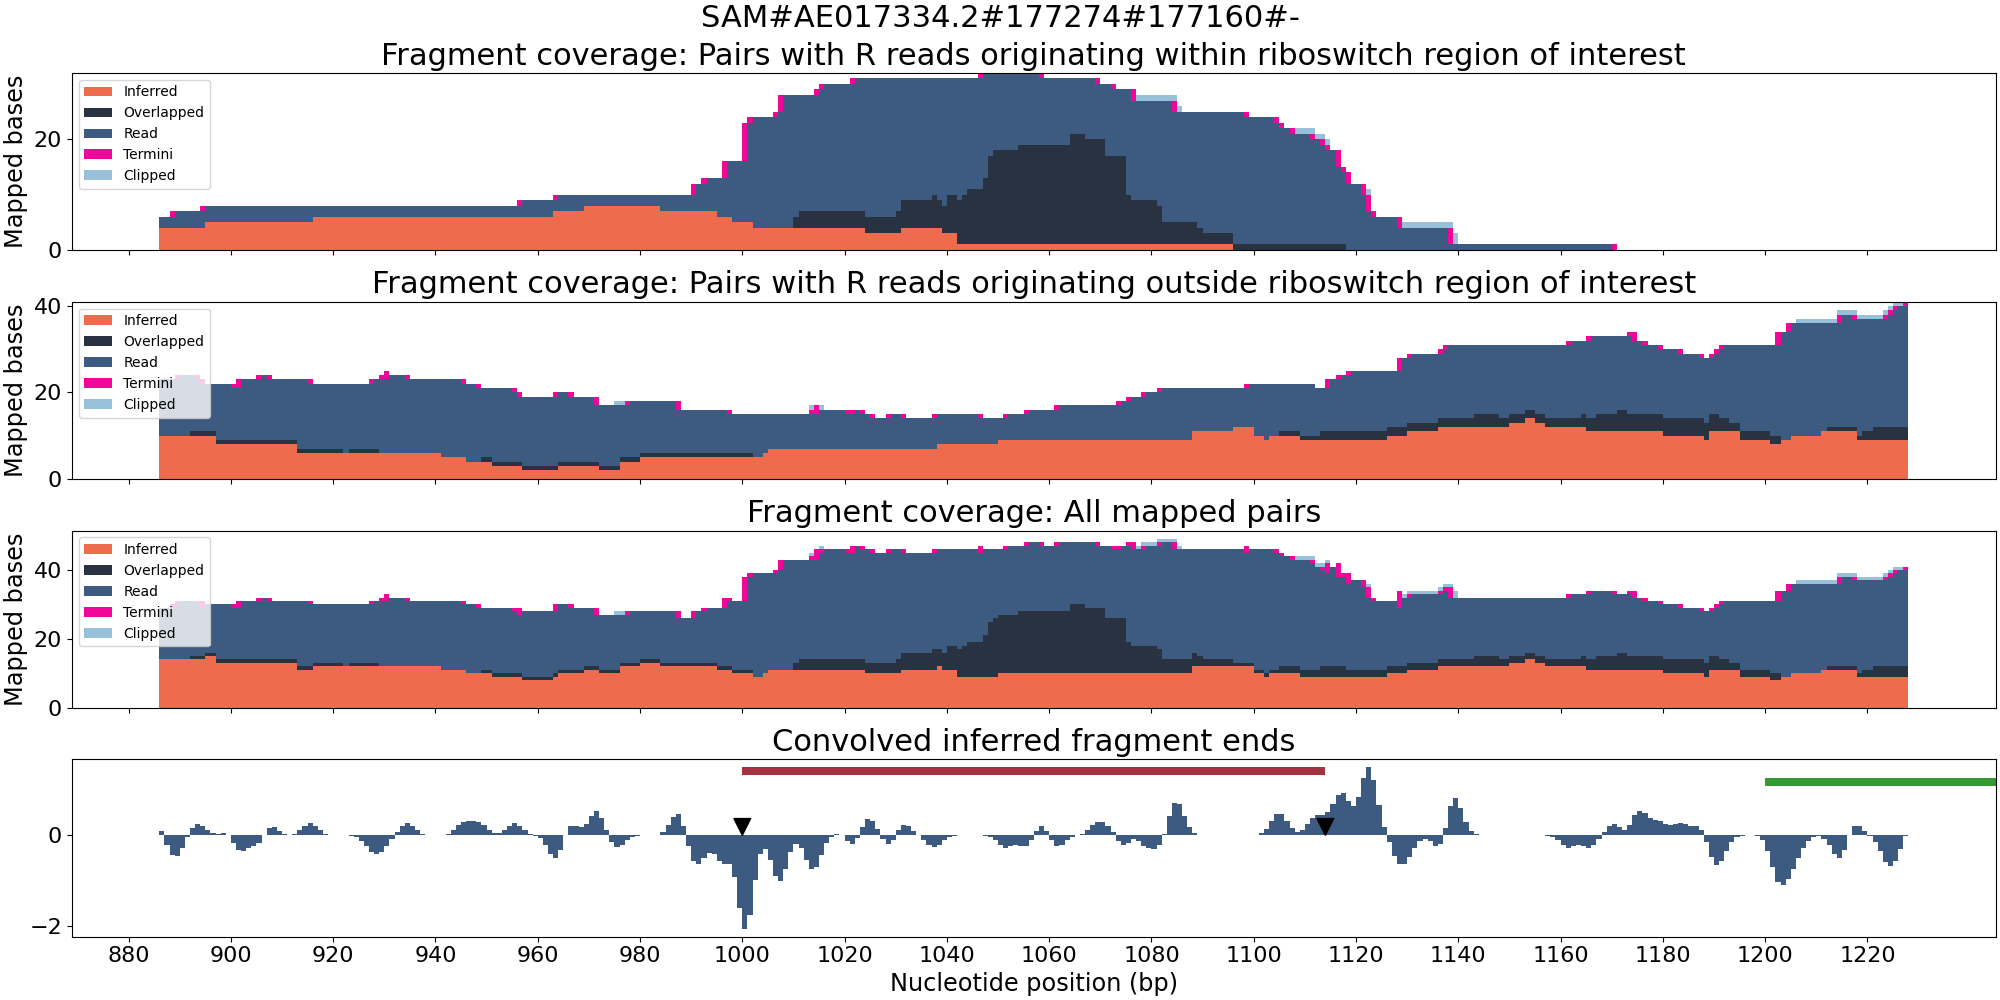 SAM#AE017334.2#177274#177160#-
Fragment coverage: Pairs with R reads originating within riboswitch region of interest
Mapped bases
20
0
Inferred
Overlapped
Read
Termini
Clipped
Fragment coverage: Pairs with R reads originating outside riboswitch region of interest
Mapped bases
40
20
0
Inferred
Overlapped
Read
Termini
Clipped
Fragment coverage: All mapped pairs
Mapped bases
40
20
0
Inferred
Overlapped
Read
Termini
Clipped
Convolved inferred fragment ends
0
−2
880 900 920 940 960 980 1000 1020 1040 1060 1080 1100 1120 1140 1160 1180 1200 1220
Nucleotide position (bp)